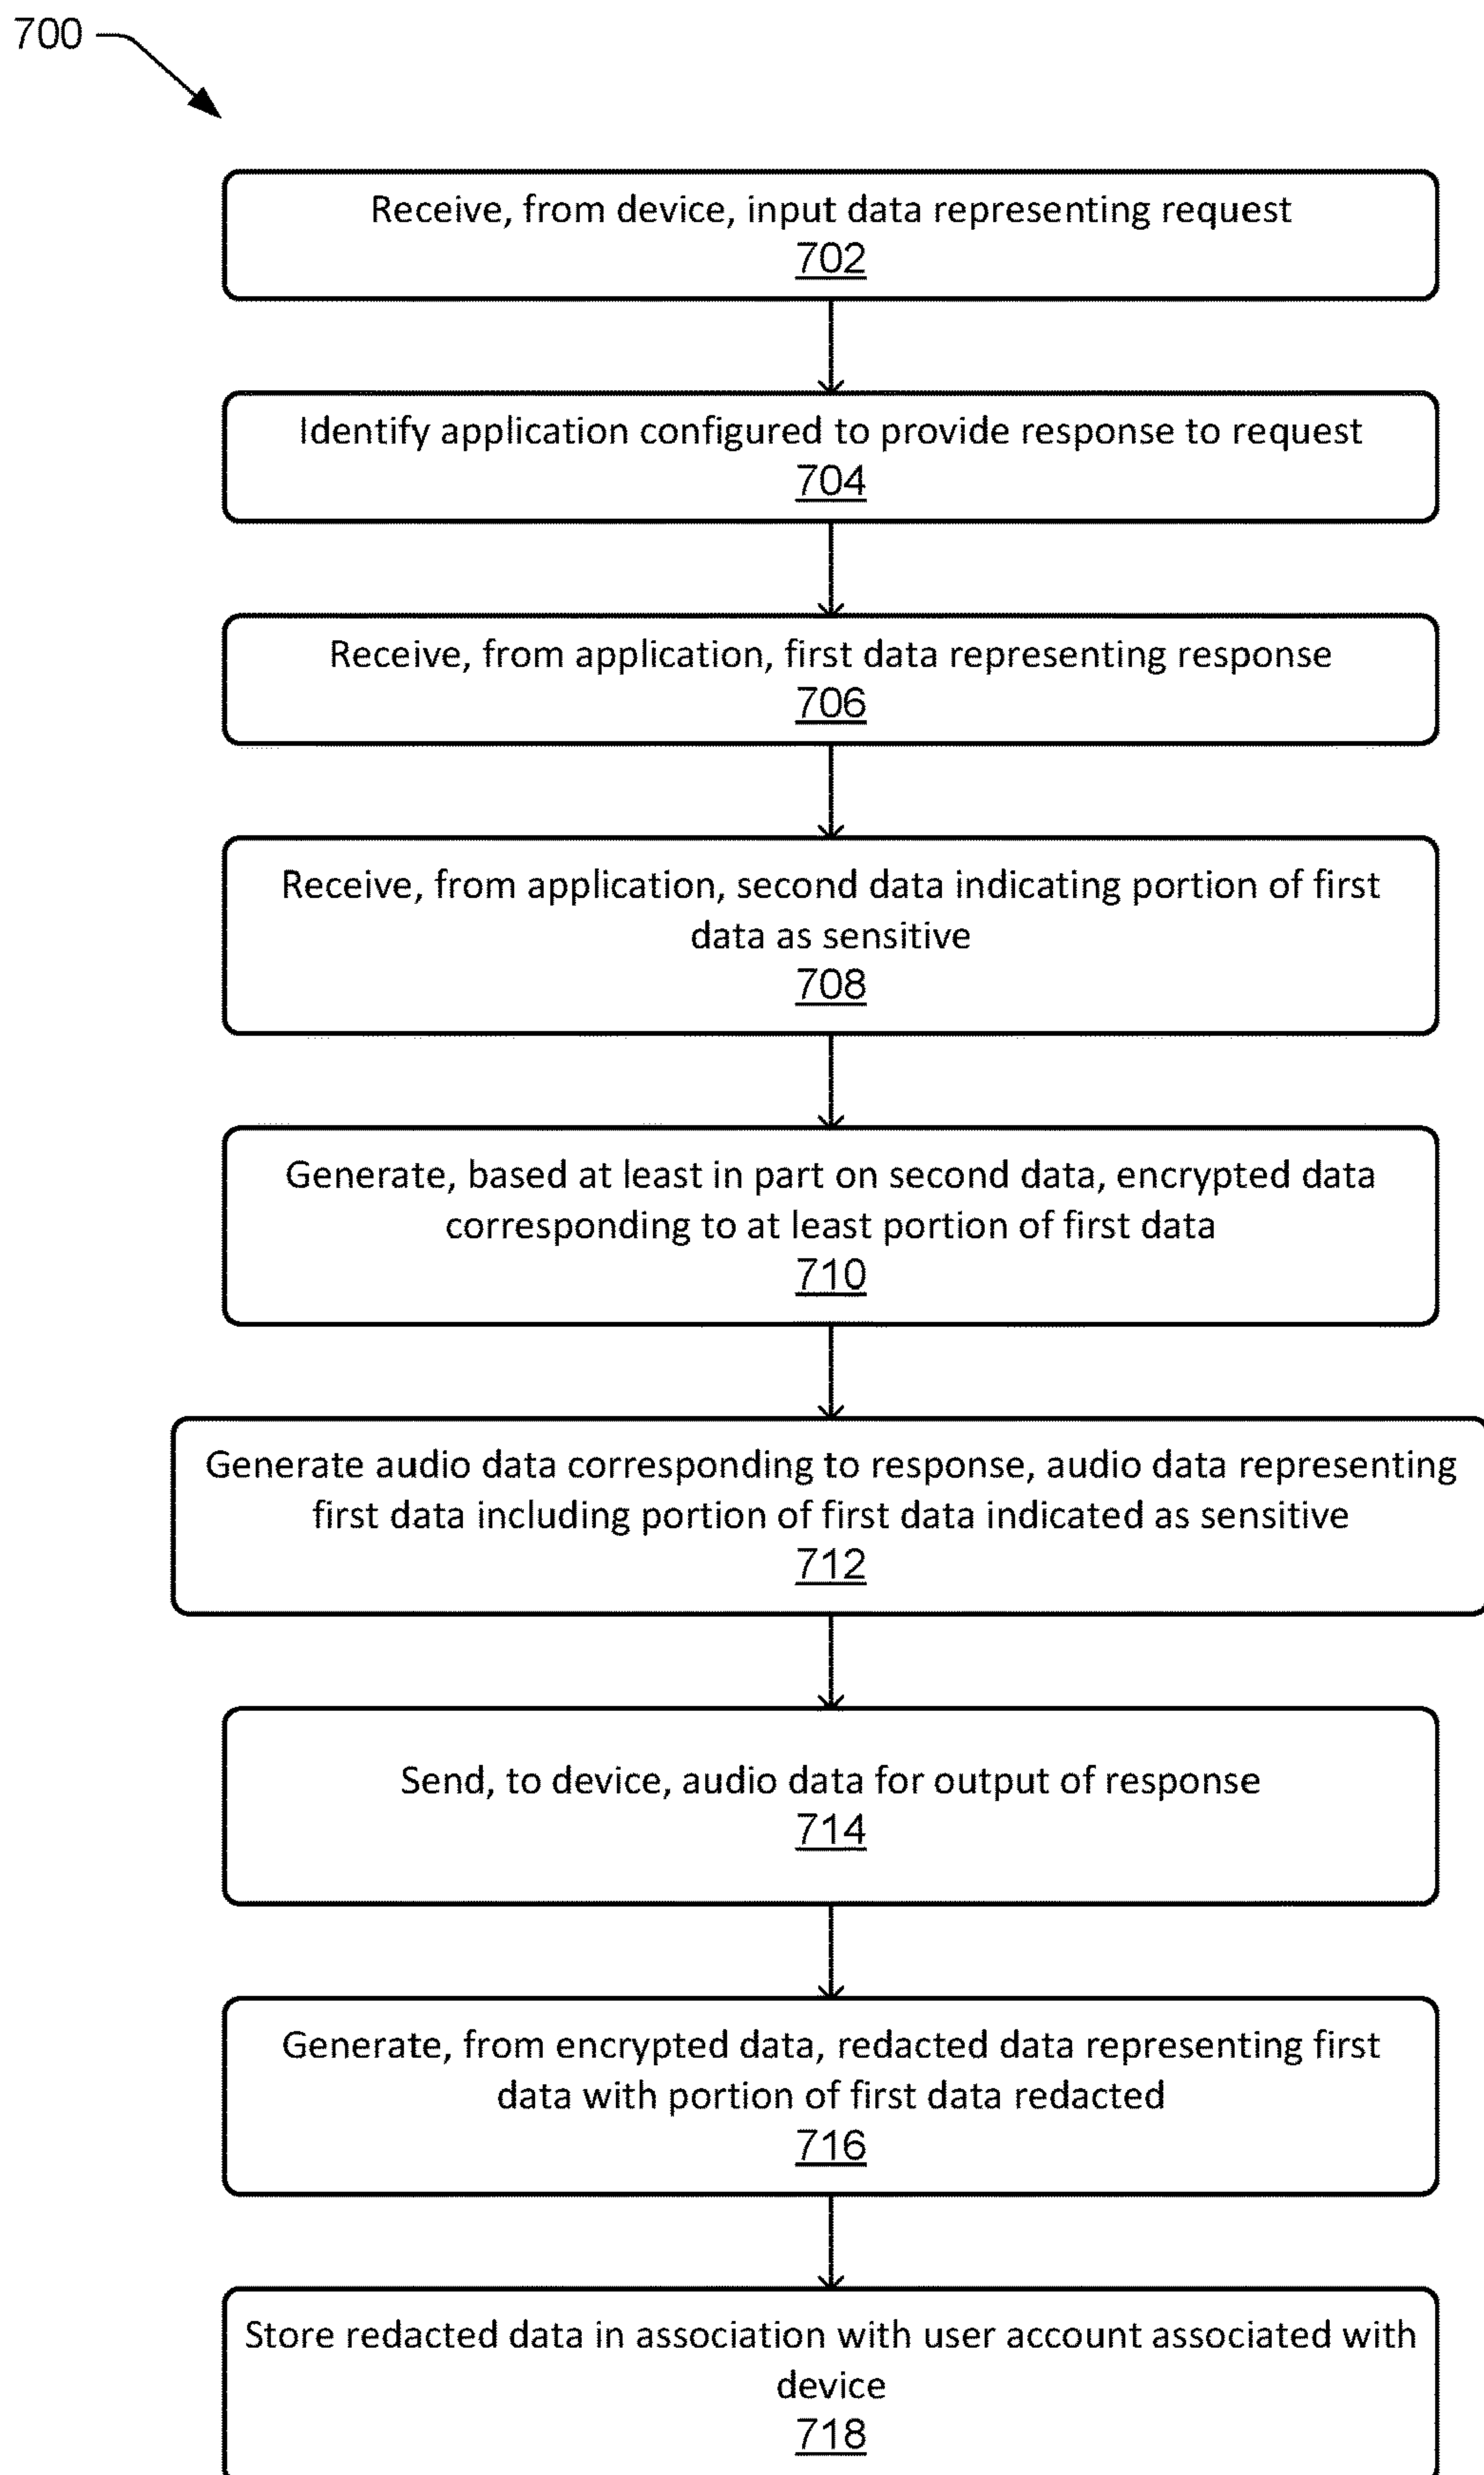 700
Receive, from device, input data representing request
702
Identify application configured to provide response to request
704
Receive, from application, first data representing response
706
Receive, from application, second data indicating portion of first
data as sensitive
708
Generate, based at least in part on second data, encrypted data
corresponding to at least portion of first data
710
Generate audio data corresponding to response, audio data representing
first data including portion of first data indicated as sensitive
712
Send, to device, audio data for output of response
714
Generate, from encrypted data, redacted data representing first
data with portion of first data redacted
716
Store redacted data in association with user account associated with
device
718